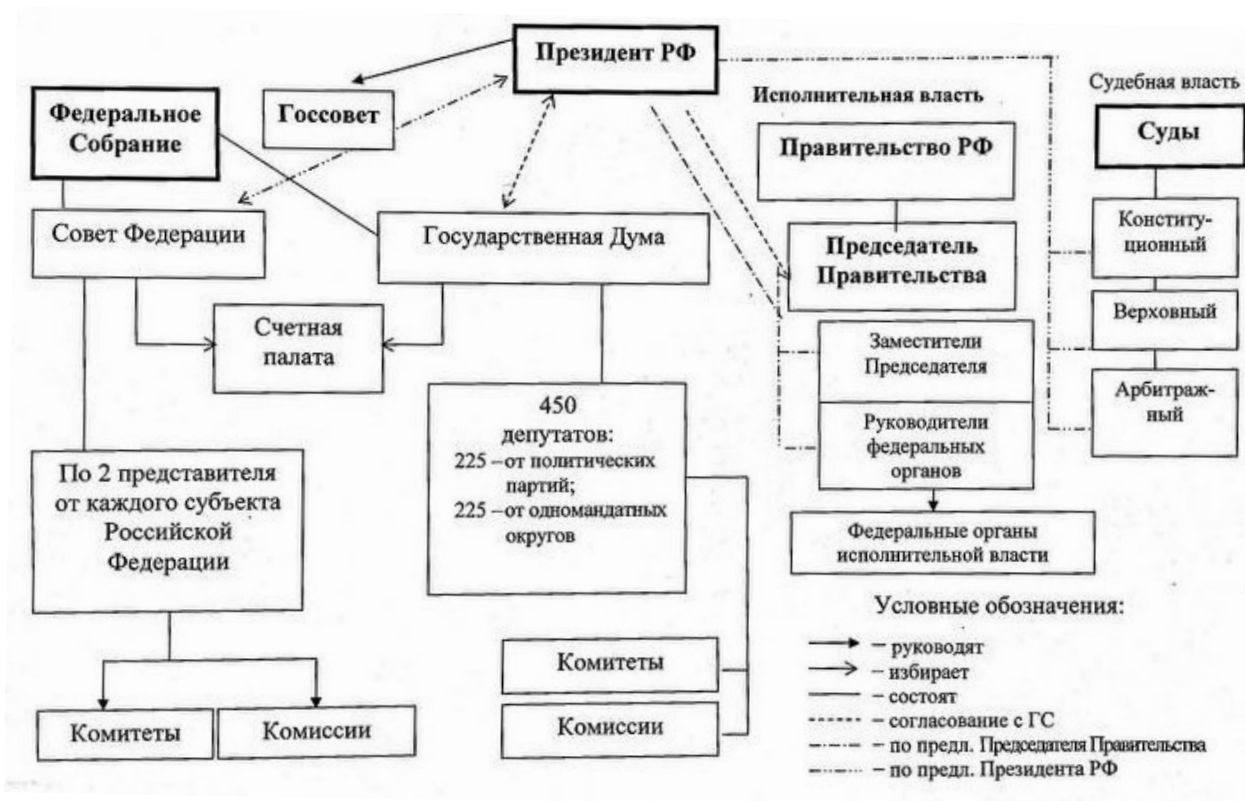 Президент РФ
Федеральное
Собрание
Госсовет
Исполнительная власть
Правительство РФ
Судебная власть
Суды
Совет Федерации
Государственная Дума
Председатель
Правительства
Конститу-
ционный
Верховный
Арбитраж-
ный
Счетная
палата
Заместители
Председателя
Руководители
федеральных
органов
450
депутатов:
225 – от политических
партий;
225 – от одномандатных
округов
По 2 представителя
от каждого субъекта
Российской
Федерации
Федеральные органы
исполнительной власти
Комитеты
Комиссии
Комитеты
Комиссии
Условные обозначения:
– руководят
– избирает
– состоят
– согласование с ГС
– по предл. Председателя Правительства
– по предл. Президента РФ